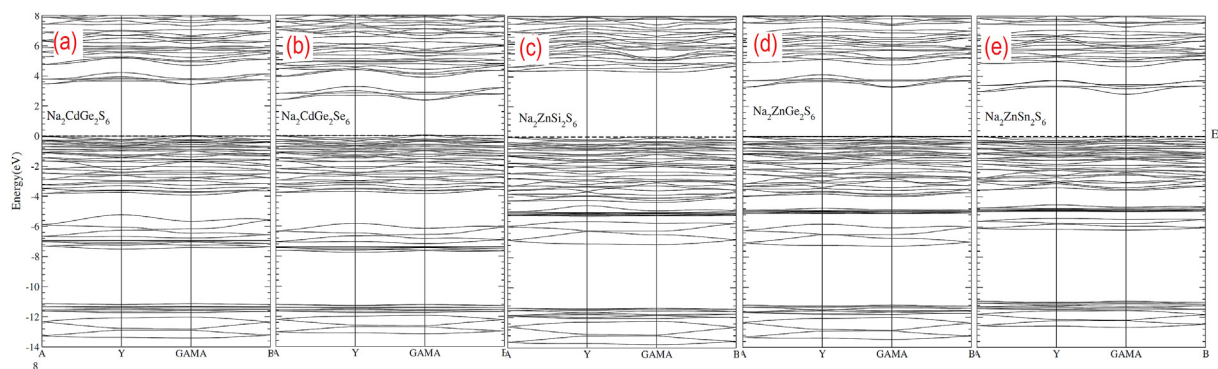 8
6
4
2
0
-2
-4
-6
-8
-10
-12
-14
Energy(eV)
(a)
Na2CdGe2S6
A
Y
GAMA
B
8
(b)
Na2CdGe2Se6
A
Y
GAMA
(c)
Na2ZnSi2S6
A
Y
GAMA
B
(d)
Na2ZnGe2S6
A
Y
GAMA
B
(e)
Na2ZnSn2S6
A
Y
GAMA
B
E